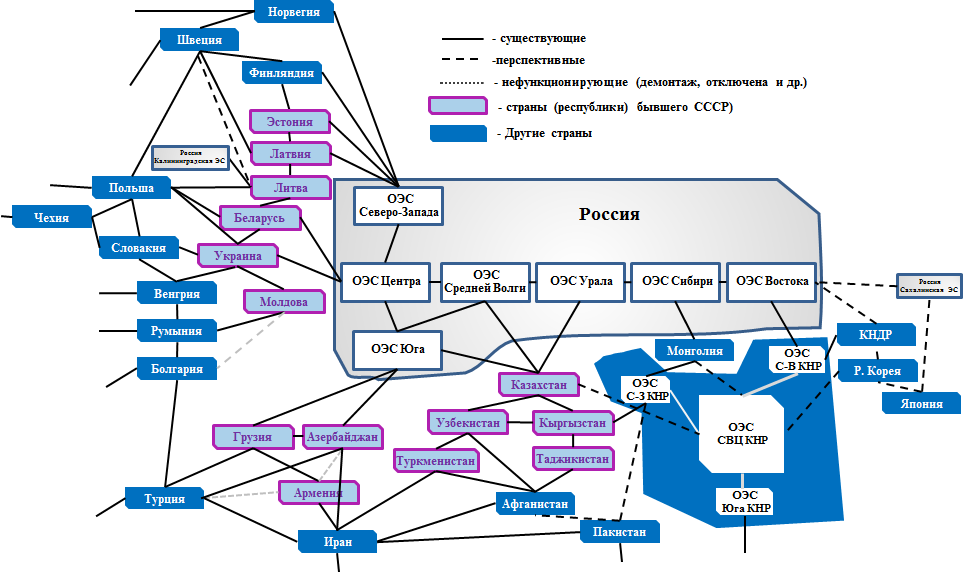 Норвегия
Швеция
- существующие
-перспективные
Финляндия
- нефункционирующие (демонтаж, отключена и др.)
- страны (республики) бывшего СССР)
Эстония
- Другие страны
Латвия
Россия
Калининградская ЭС
Польша
Литва
ОЭС
Северо-Запада
Россия
Чехия
Беларусь
Словакия
Украина
ОЭС Центра
ОЭС
Средней Волги
ОЭС Урала
ОЭС Сибири
ОЭС Востока
Россия
Сахалинская ЭС
Венгрия
Молдова
Румыния
КНДР
ОЭС Юга
Монголия
ОЭС
С-В КНР
Болгария
Р. Корея
Казахстан
ОЭС
С-З КНР
Япония
Узбекистан
Кыргызстан
ОЭС
СВЦ КНР
Грузия
Азербайджан
Туркменистан
Таджикистан
Армения
Турция
Афганистан
ОЭС
Юга КНР
Пакистан
Иран